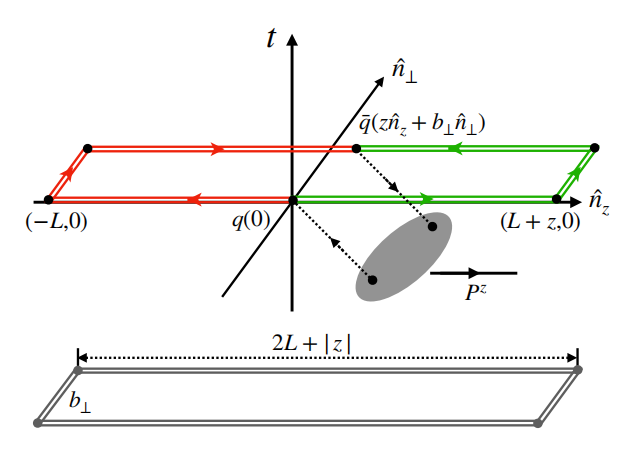 t
n̂⊥
q̄(zn̂z + b⊥n̂⊥)
n̂z
(−L,0)
q(0)
(L + z,0)
Pᶻ
2L + |z|
b⊥